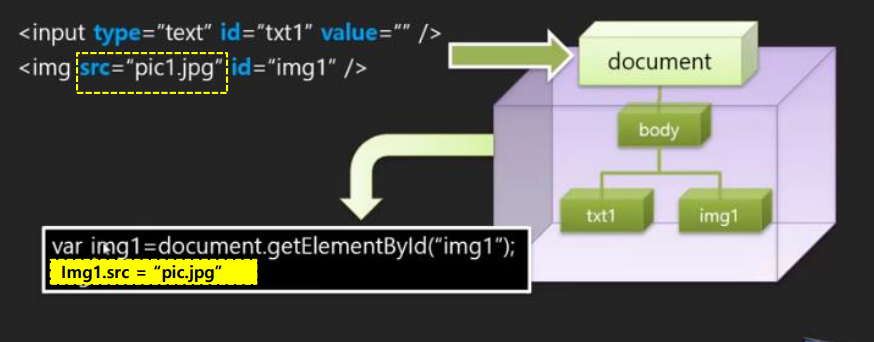 <input type="text" id="txt1" value="" />
<img src="pic1.jpg" id="img1" />
document
body
txt1
img1
var img1=document.getElementById("img1");
Img1.src = "pic.jpg"